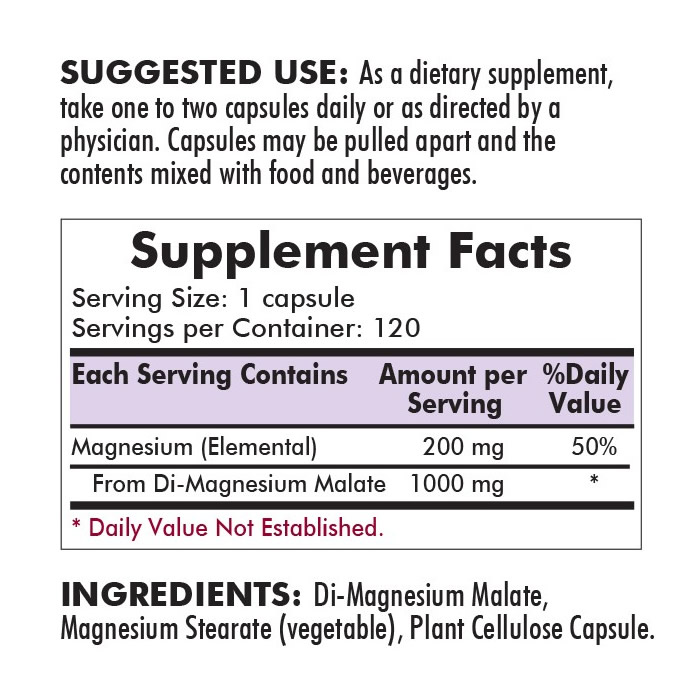 SUGGESTED USE: As a dietary supplement,
take one to two capsules daily or as directed by a
physician. Capsules may be pulled apart and the
contents mixed with food and beverages.
Supplement Facts
Serving Size: 1 capsule
Servings per Container: 120
Each Serving Contains Amount per Serving %Daily Value
Magnesium (Elemental) 200 mg 50%
From Di-Magnesium Malate 1000 mg *
* Daily Value Not Established.
INGREDIENTS: Di-Magnesium Malate,
Magnesium Stearate (vegetable), Plant Cellulose Capsule.